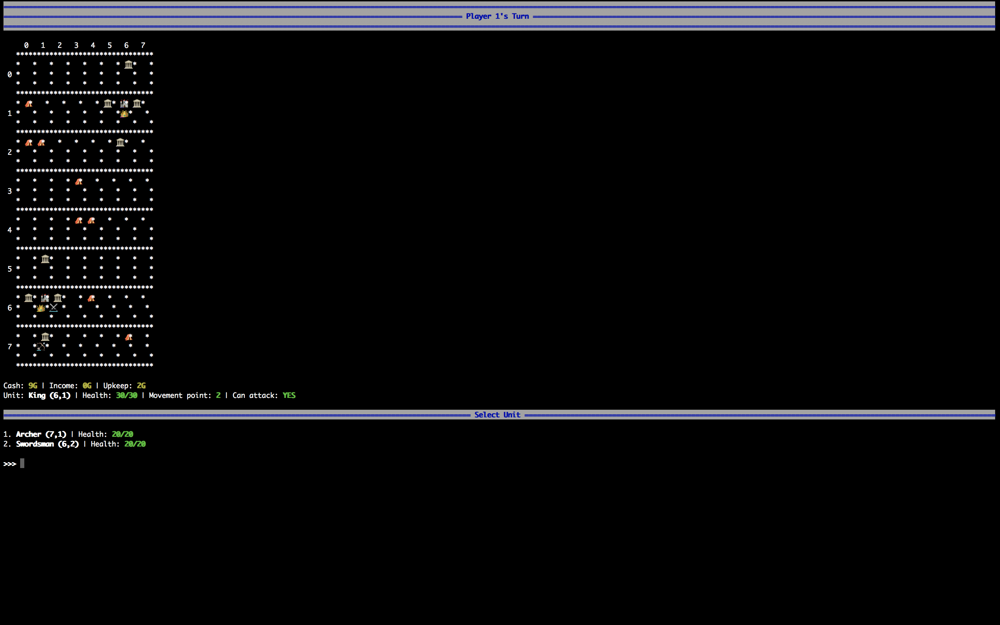 Player 1's Turn
0 1 2 3 4 5 6 7
0
1
2
3
4
5
6
7
Cash: 9G | Income: 0G | Upkeep: 2G
Unit: King (6,1) | Health: 30/30 | Movement point: 2 | Can attack: YES
Select Unit
1. Archer (7,1) | Health: 20/20
2. Swordsman (6,2) | Health: 20/20
>>>